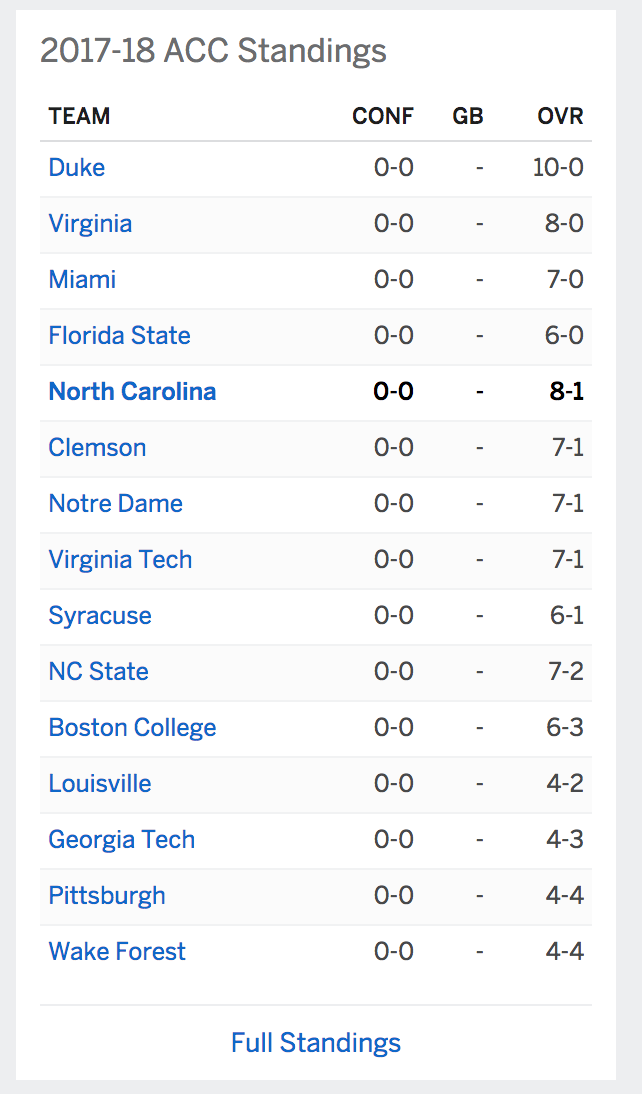 2017-18 ACC Standings
TEAM CONF GB OVR
Duke 0-0 - 10-0
Virginia 0-0 - 8-0
Miami 0-0 - 7-0
Florida State 0-0 - 6-0
North Carolina 0-0 - 8-1
Clemson 0-0 - 7-1
Notre Dame 0-0 - 7-1
Virginia Tech 0-0 - 7-1
Syracuse 0-0 - 6-1
NC State 0-0 - 7-2
Boston College 0-0 - 6-3
Louisville 0-0 - 4-2
Georgia Tech 0-0 - 4-3
Pittsburgh 0-0 - 4-4
Wake Forest 0-0 - 4-4
Full Standings